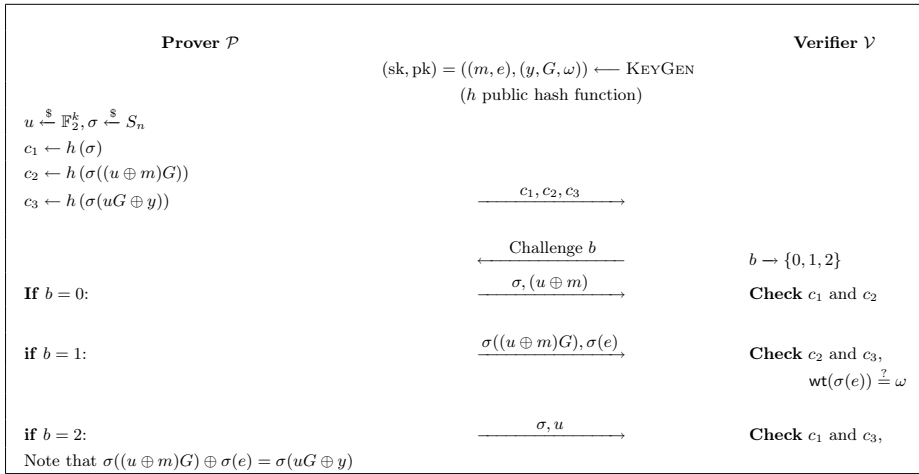 Prover 𝒫 Verifier 𝒱
(sk, pk) = ((m, e), (y, G, ω)) ⟵ KEYGEN
(h public hash function)
u ←$ 𝔽₂ᵏ, σ ←$ Sₙ
c₁ ← h (σ)
c₂ ← h (σ((u ⊕ m)G))
c₃ ← h (σ(uG ⊕ y)) c₁, c₂, c₃
Challenge b b → {0, 1, 2}
If b = 0: σ, (u ⊕ m) Check c₁ and c₂
if b = 1: σ((u ⊕ m)G), σ(e) Check c₂ and c₃,
wt(σ(e)) ≟ ω
if b = 2: σ, u Check c₁ and c₃,
Note that σ((u ⊕ m)G) ⊕ σ(e) = σ(uG ⊕ y)